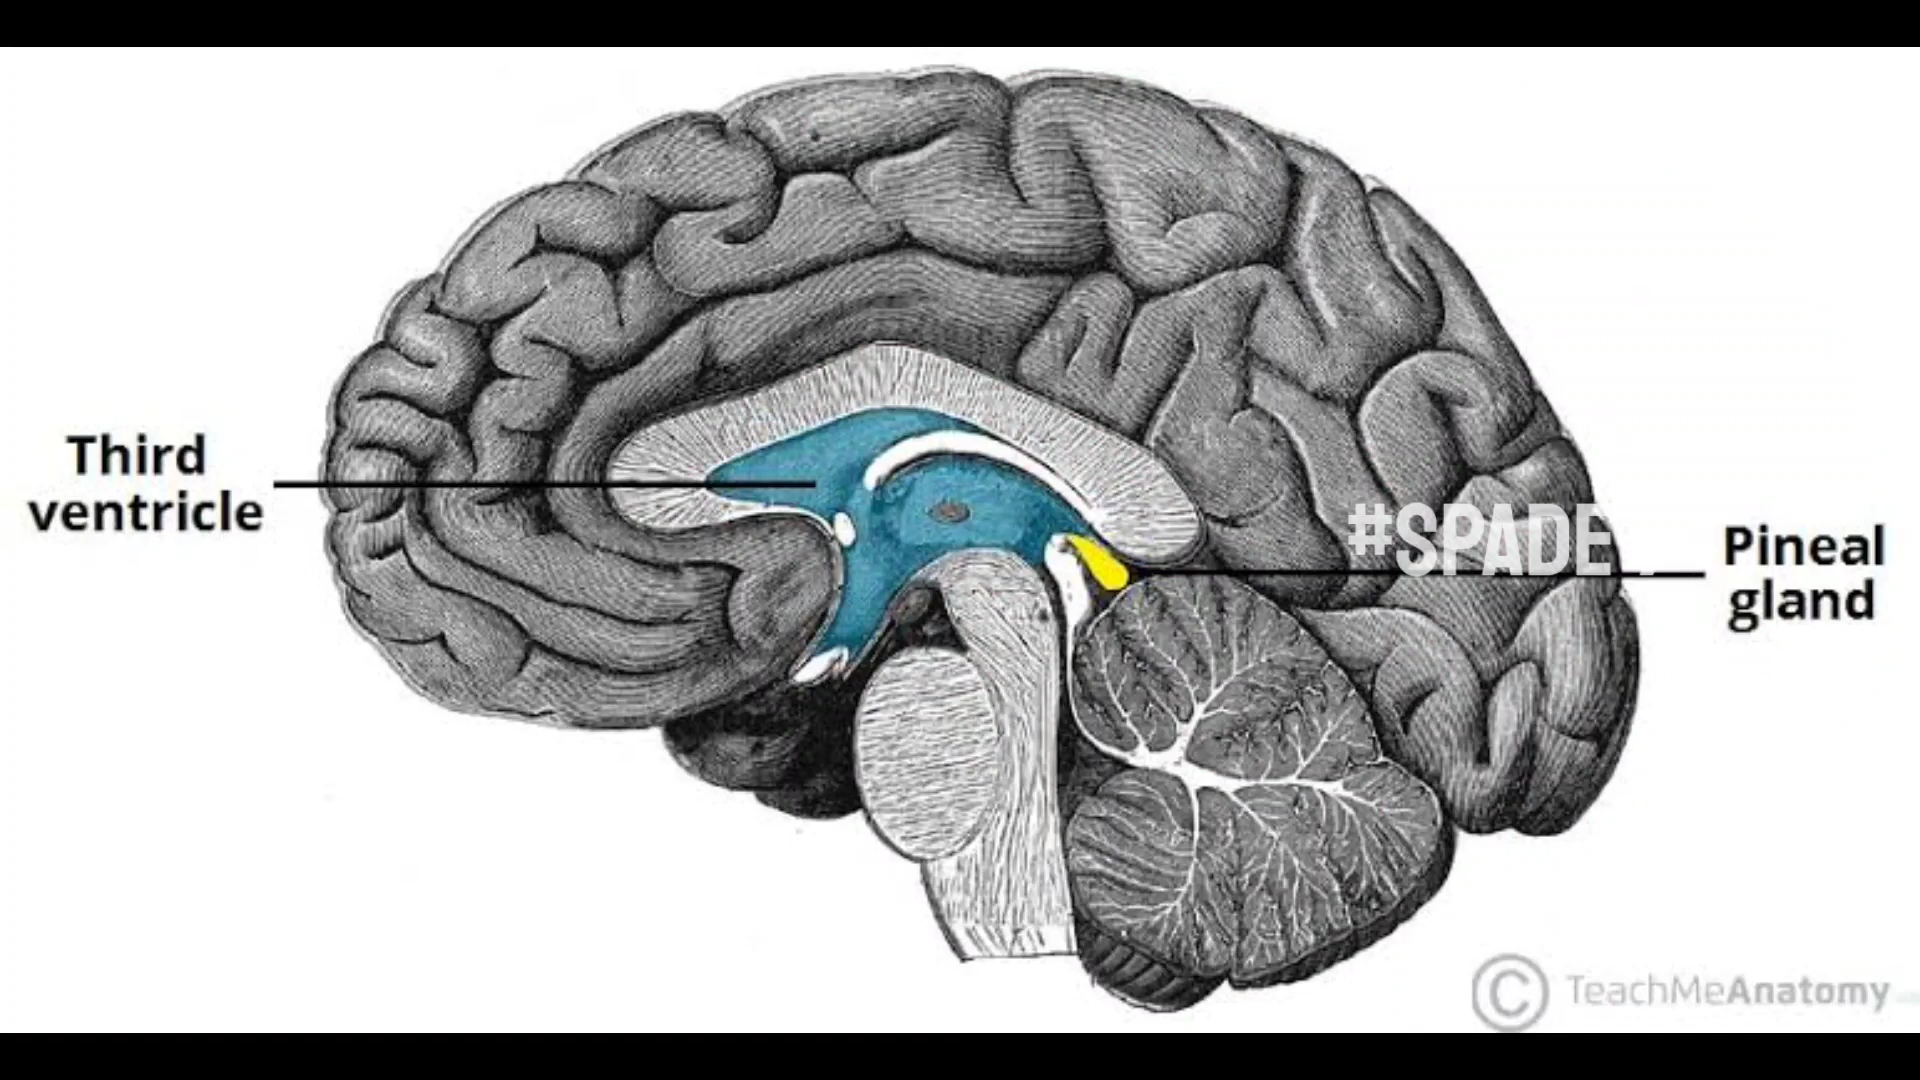 Third
ventricle
#SPADE
Pineal
gland
© TeachMeAnatomy